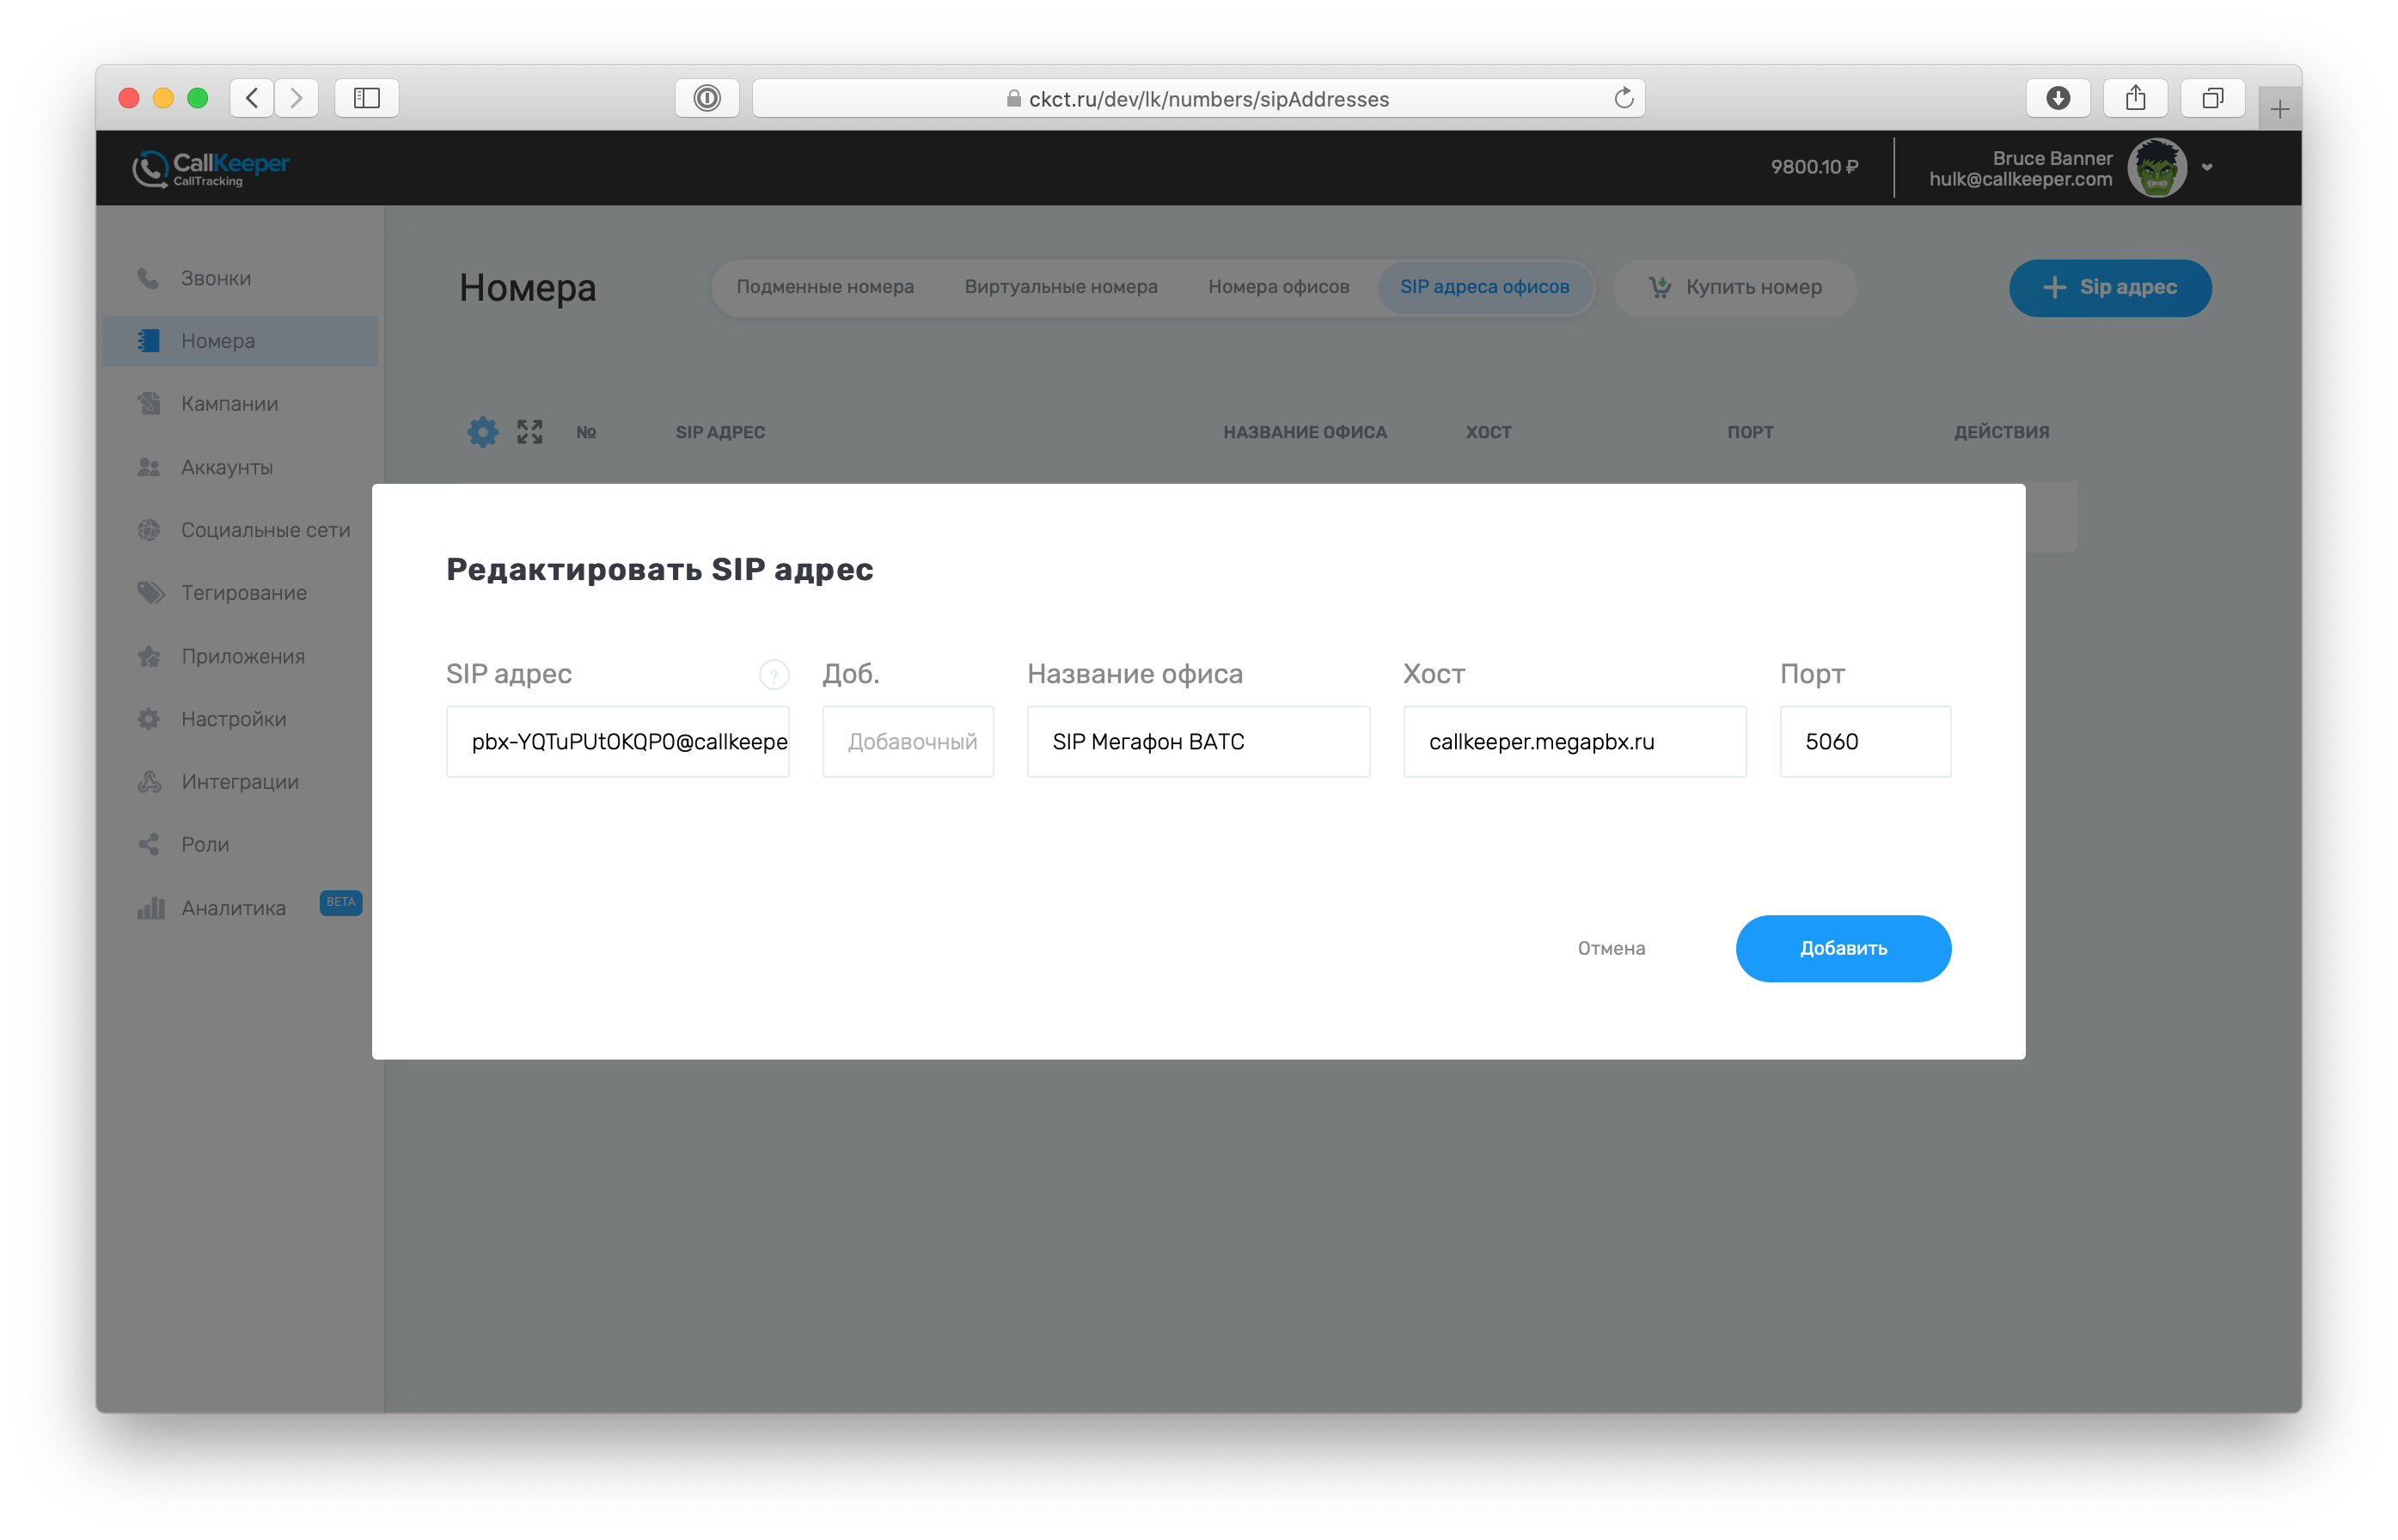 ckct.ru/dev/lk/numbers/sipAddresses
CallKeeper
CallTracking
9800.10 ₽
Bruce Banner
hulk@callkeeper.com
Звонки
Номера
Кампании
Аккаунты
Социальные сети
Тегирование
Приложения
Настройки
Интеграции
Роли
Аналитика BETA
Номера
Подменные номера Виртуальные номера Номера офисов SIP адреса офисов Купить номер Sip адрес
№ SIP АДРЕС НАЗВАНИЕ ОФИСА ХОСТ ПОРТ ДЕЙСТВИЯ
Редактировать SIP адрес
SIP адрес ? Доб. Название офиса Хост Порт
pbx-YQTuPUtOKQP0@callkeepe Добавочный SIP Мегафон ВАТС callkeeper.megapbx.ru 5060
Отмена Добавить